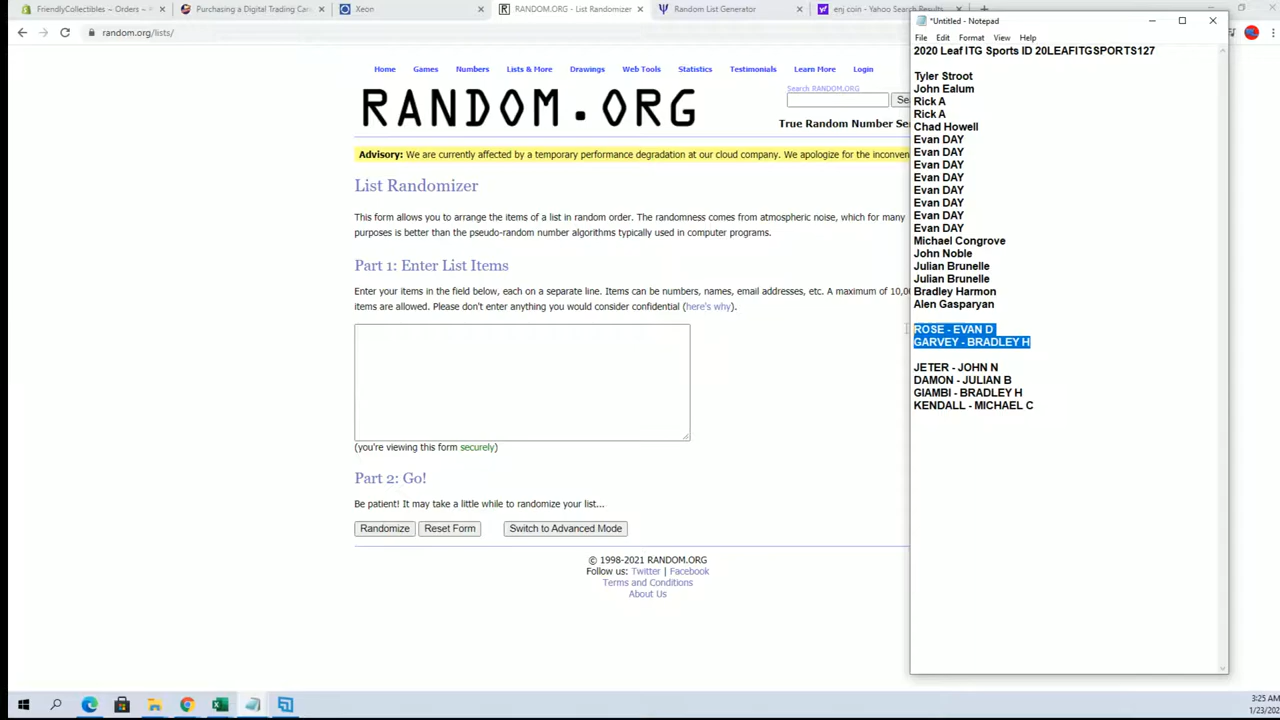 FriendlyCollectibles ~ Orders ~
Purchasing a Digital Trading Car
Xeon
RANDOM.ORG - List Randomizer
Random List Generator
enj coin - Yahoo Search Results
random.org/lists/
Home Games Numbers Lists & More Drawings Web Tools Statistics Testimonials Learn More Login
RANDOM.ORG
Search RANDOM.ORG
True Random Number Se
Advisory: We are currently affected by a temporary performance degradation at our cloud company. We apologize for the inconven
List Randomizer
This form allows you to arrange the items of a list in random order. The randomness comes from atmospheric noise, which for many
purposes is better than the pseudo-random number algorithms typically used in computer programs.
Part 1: Enter List Items
Enter your items in the field below, each on a separate line. Items can be numbers, names, email addresses, etc. A maximum of 10,0
items are allowed. Please don't enter anything you would consider confidential (here's why).
(you're viewing this form securely)
Part 2: Go!
Be patient! It may take a little while to randomize your list...
Randomize Reset Form Switch to Advanced Mode
© 1998-2021 RANDOM.ORG
Follow us: Twitter | Facebook
Terms and Conditions
About Us
*Untitled - Notepad
File Edit Format View Help
2020 Leaf ITG Sports ID 20LEAFITGSPORTS127
Tyler Stroot
John Ealum
Rick A
Rick A
Chad Howell
Evan DAY
Evan DAY
Evan DAY
Evan DAY
Evan DAY
Evan DAY
Evan DAY
Evan DAY
Michael Congrove
John Noble
Julian Brunelle
Julian Brunelle
Bradley Harmon
Alen Gasparyan
ROSE - EVAN D
GARVEY - BRADLEY H
JETER - JOHN N
DAMON - JULIAN B
GIAMBI - BRADLEY H
KENDALL - MICHAEL C
3:25 AM
1/23/202